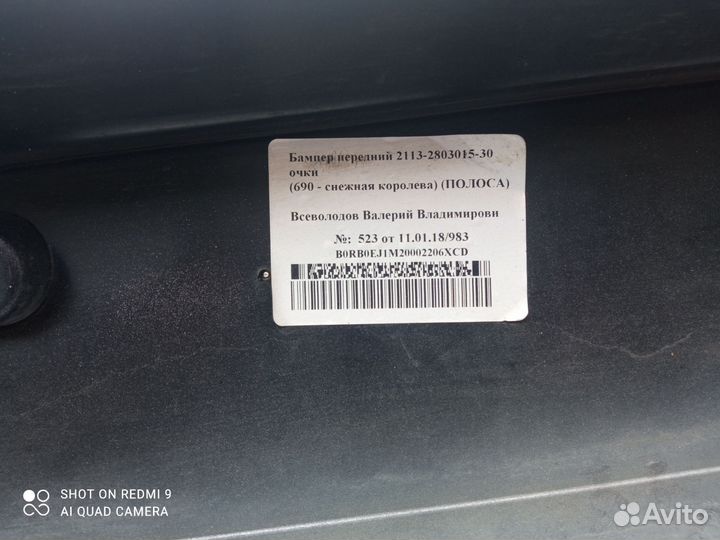 Бампер передний 2113-2803015-30
очки
(690 - снежная королева) (ПОЛОСА)
Всеволодов Валерий Владимирови
№: 523 от 11.01.18/983
B0RB0EJ1M20002206XCD
SHOT ON REDMI 9
AI QUAD CAMERA
Avito